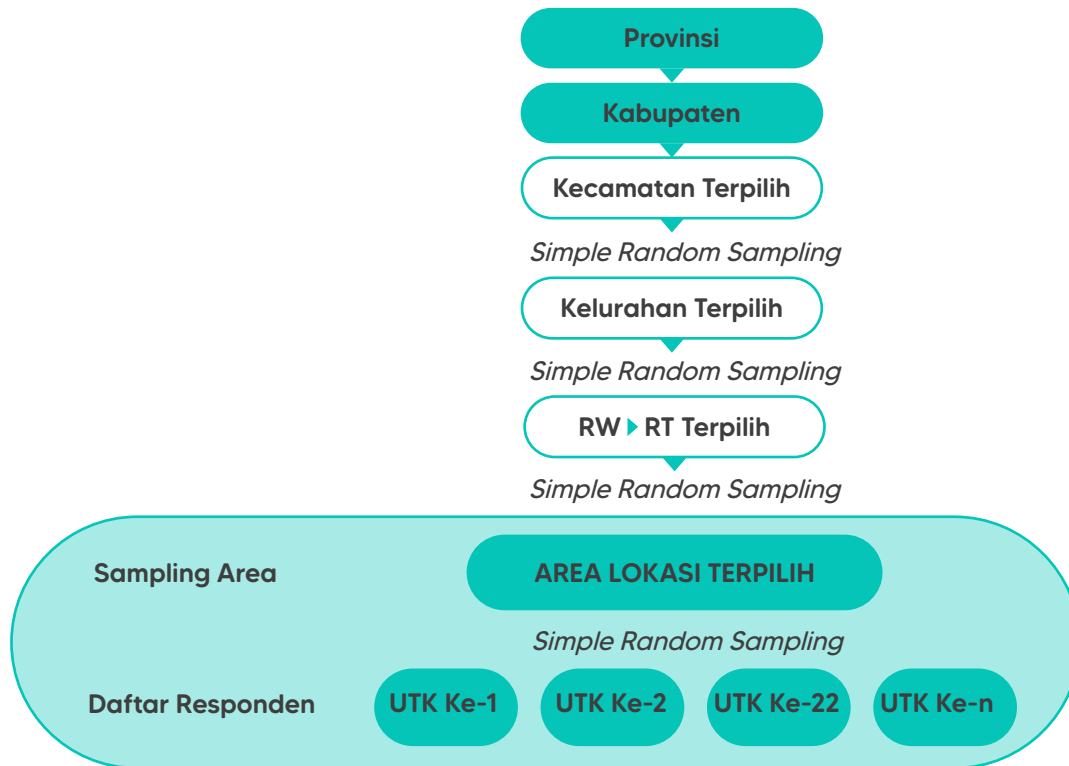 Provinsi
Kabupaten
Kecamatan Terpilih
Simple Random Sampling
Kelurahan Terpilih
Simple Random Sampling
RW RT Terpilih
Simple Random Sampling
Sampling Area
AREA LOKASI TERPILIH
Simple Random Sampling
Daftar Responden
UTK Ke-1
UTK Ke-2
UTK Ke-22
UTK Ke-n